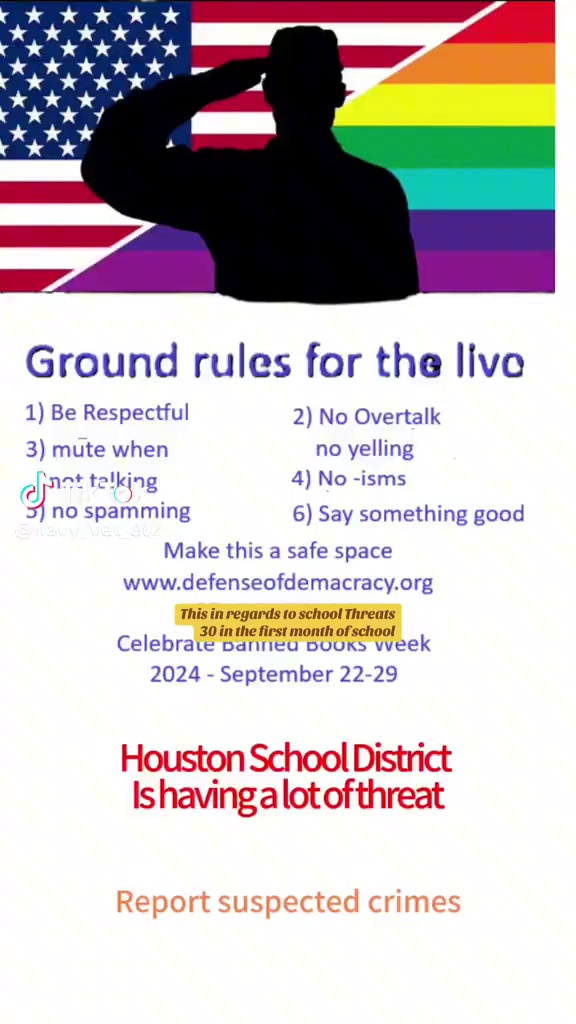 Ground rules for the live
1) Be Respectful
2) No Overtalk
no yelling
3) mute when
not talking
4) No -isms
5) no spamming
6) Say something good
Make this a safe space
www.defenseofdemacracy.org
This in regards to school Threats
30 in the first month of school
Celebrate Banned Books Week
2024 - September 22-29
Houston School District
Is having a lot of threat
Report suspected crimes